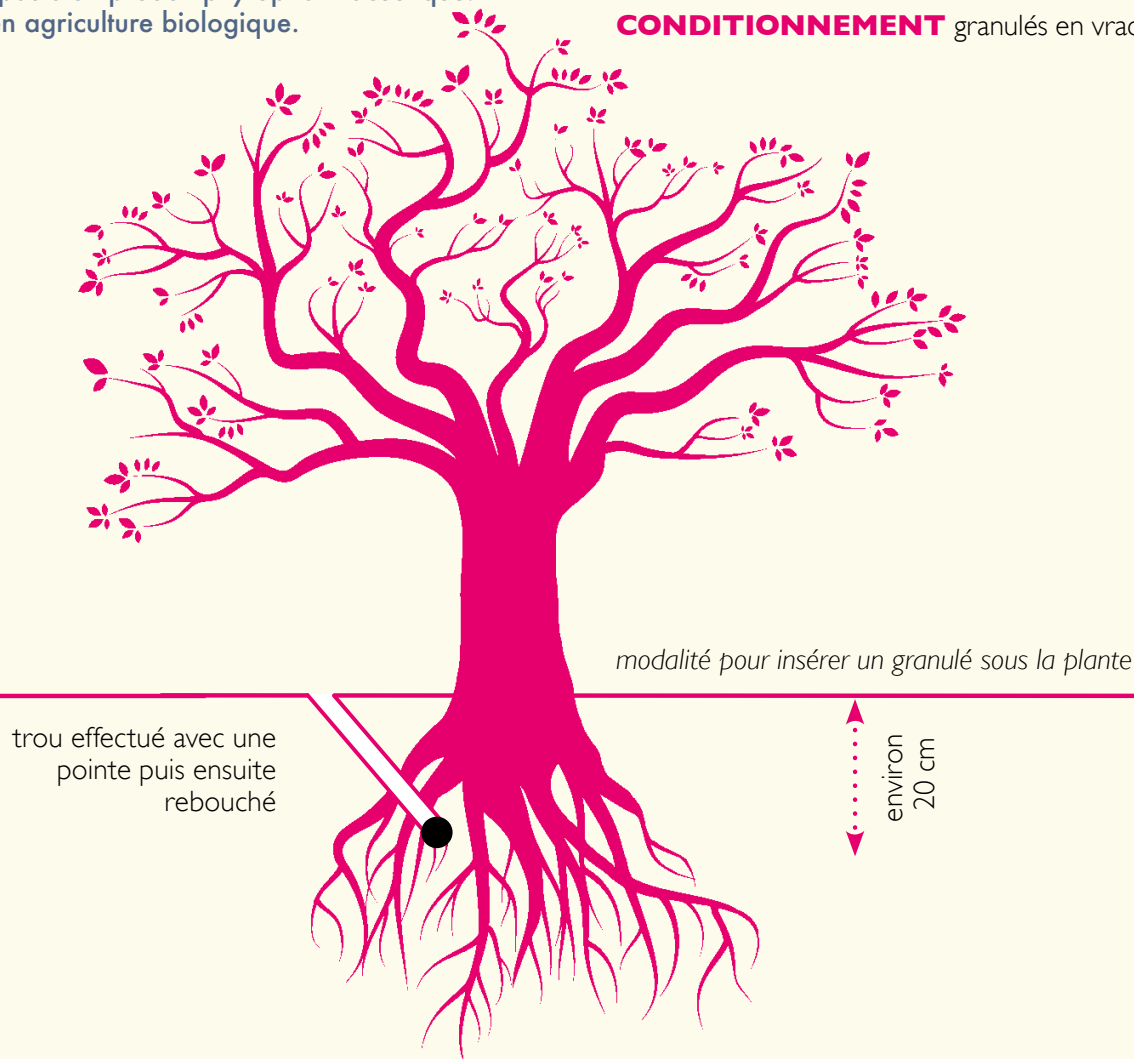 en agriculture biologique.
CONDITIONNEMENT granulés en vrac
modalité pour insérer un granulé sous la plante
trou effectué avec une
pointe puis ensuite
rebouché
environ
20 cm